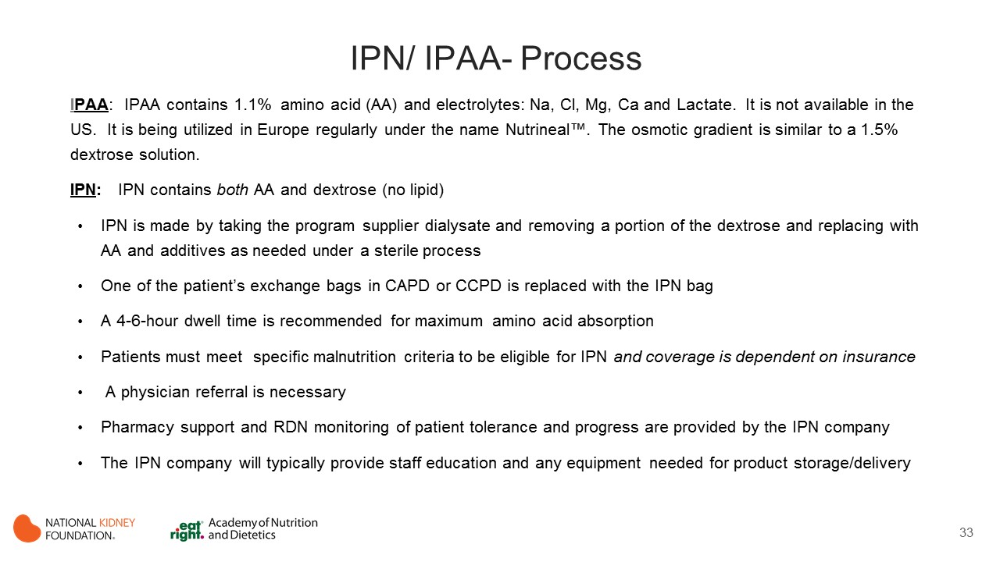 IPN/ IPAA- Process
IPAA: IPAA contains 1.1% amino acid (AA) and electrolytes: Na, Cl, Mg, Ca and Lactate. It is not available in the
US. It is being utilized in Europe regularly under the name Nutrineal™. The osmotic gradient is similar to a 1.5%
dextrose solution.
IPN: IPN contains both AA and dextrose (no lipid)
• IPN is made by taking the program supplier dialysate and removing a portion of the dextrose and replacing with
AA and additives as needed under a sterile process
• One of the patient’s exchange bags in CAPD or CCPD is replaced with the IPN bag
• A 4-6-hour dwell time is recommended for maximum amino acid absorption
• Patients must meet specific malnutrition criteria to be eligible for IPN and coverage is dependent on insurance
• A physician referral is necessary
• Pharmacy support and RDN monitoring of patient tolerance and progress are provided by the IPN company
• The IPN company will typically provide staff education and any equipment needed for product storage/delivery
NATIONAL KIDNEY
FOUNDATION®
eat
right.
Academy of Nutrition
and Dietetics
33